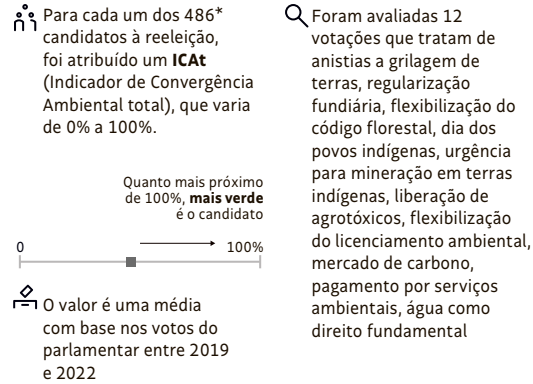 Para cada um dos 486*
candidatos à reeleição,
foi atribuído um ICAt
(Indicador de Convergência
Ambiental total), que varia
de 0% a 100%.
Quanto mais próximo
de 100%, mais verde
é o candidato
0
100%
O valor é uma média
com base nos votos do
parlamentar entre 2019
e 2022
Foram avaliadas 12
votações que tratam de
anistias a grilagem de
terras, regularização
fundiária, flexibilização do
código florestal, dia dos
povos indígenas, urgência
para mineração em terras
indígenas, liberação de
agrotóxicos, flexibilização
do licenciamento ambiental,
mercado de carbono,
pagamento por serviços
ambientais, água como
direito fundamental